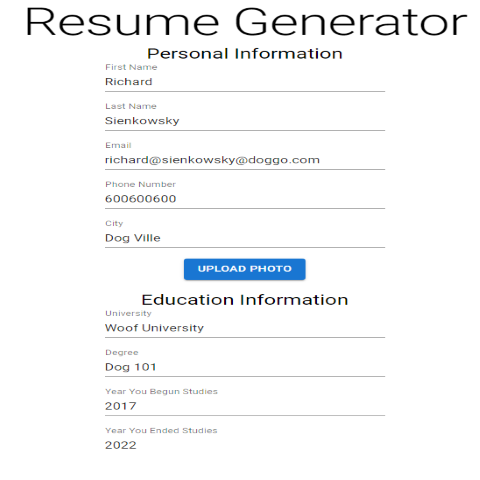 Resume Generator
Personal Information
First Name
Richard
Last Name
Sienkowsky
Email
richard@sienkowsky@doggo.com
Phone Number
600600600
City
Dog Ville
UPLOAD PHOTO
Education Information
University
Woof University
Degree
Dog 101
Year You Begun Studies
2017
Year You Ended Studies
2022